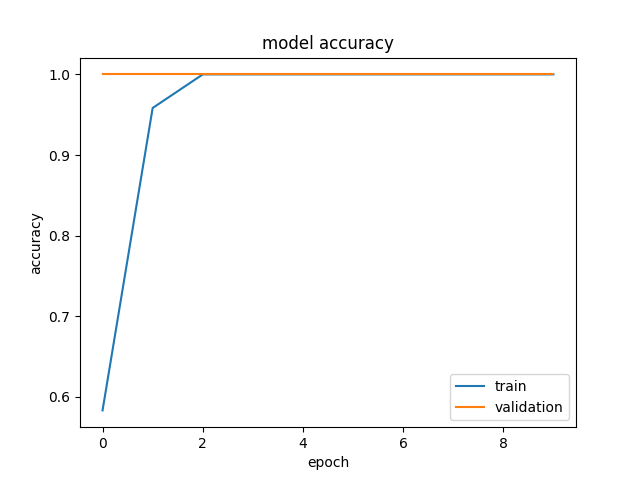 model accuracy
1.0
0.9
0.8
0.7
0.6
accuracy
0 2 4 6 8
epoch
train
validation